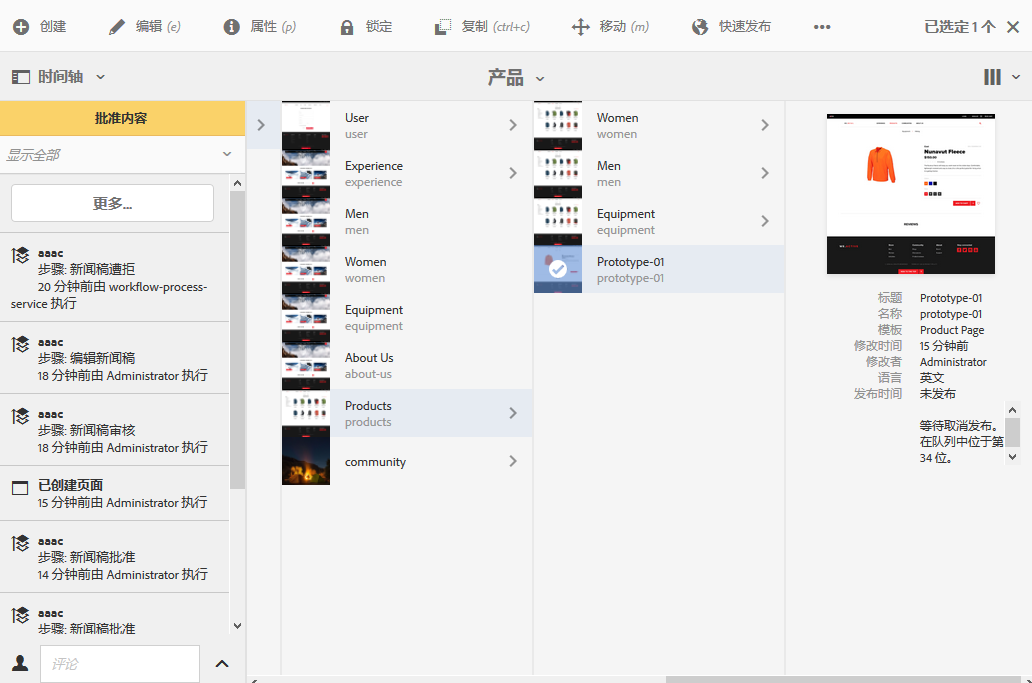 创建
编辑 (e)
属性 (p)
锁定
复制 (ctrl+c)
移动 (m)
快速发布
已选定 1 个
时间轴
产品
批准内容
显示全部
更多...
aaac
步骤: 新闻稿遭拒
20 分钟前由 workflow-process-
service 执行
aaac
步骤: 编辑新闻稿
18 分钟前由 Administrator 执行
aaac
步骤: 新闻稿审核
18 分钟前由 Administrator 执行
已创建页面
15 分钟前由 Administrator 执行
aaac
步骤: 新闻稿批准
14 分钟前由 Administrator 执行
aaac
步骤: 新闻稿批准
评论
User
user
Experience
experience
Men
men
Women
women
Equipment
equipment
About Us
about-us
Products
products
community
Women
women
Men
men
Equipment
equipment
Prototype-01
prototype-01
Nunavut Fleece
REVIEWS
标题 Prototype-01
名称 prototype-01
模板 Product Page
修改时间 15 分钟前
修改者 Administrator
语言 英文
发布时间 未发布
等待取消发布。
在队列中位于第
34 位。